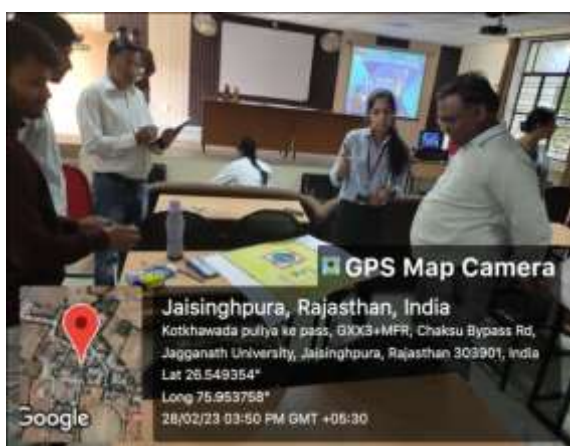 GPS Map Camera
Jaisinghpura, Rajasthan, India
Kotkhawada puliya ke pass, GXX3+MFR, Chaksu Bypass Rd,
Jagganath University, Jaisinghpura, Rajasthan 303901, India
Lat 26.549354°
Long 75.953758°
28/02/23 03:50 PM GMT +05:30
Google